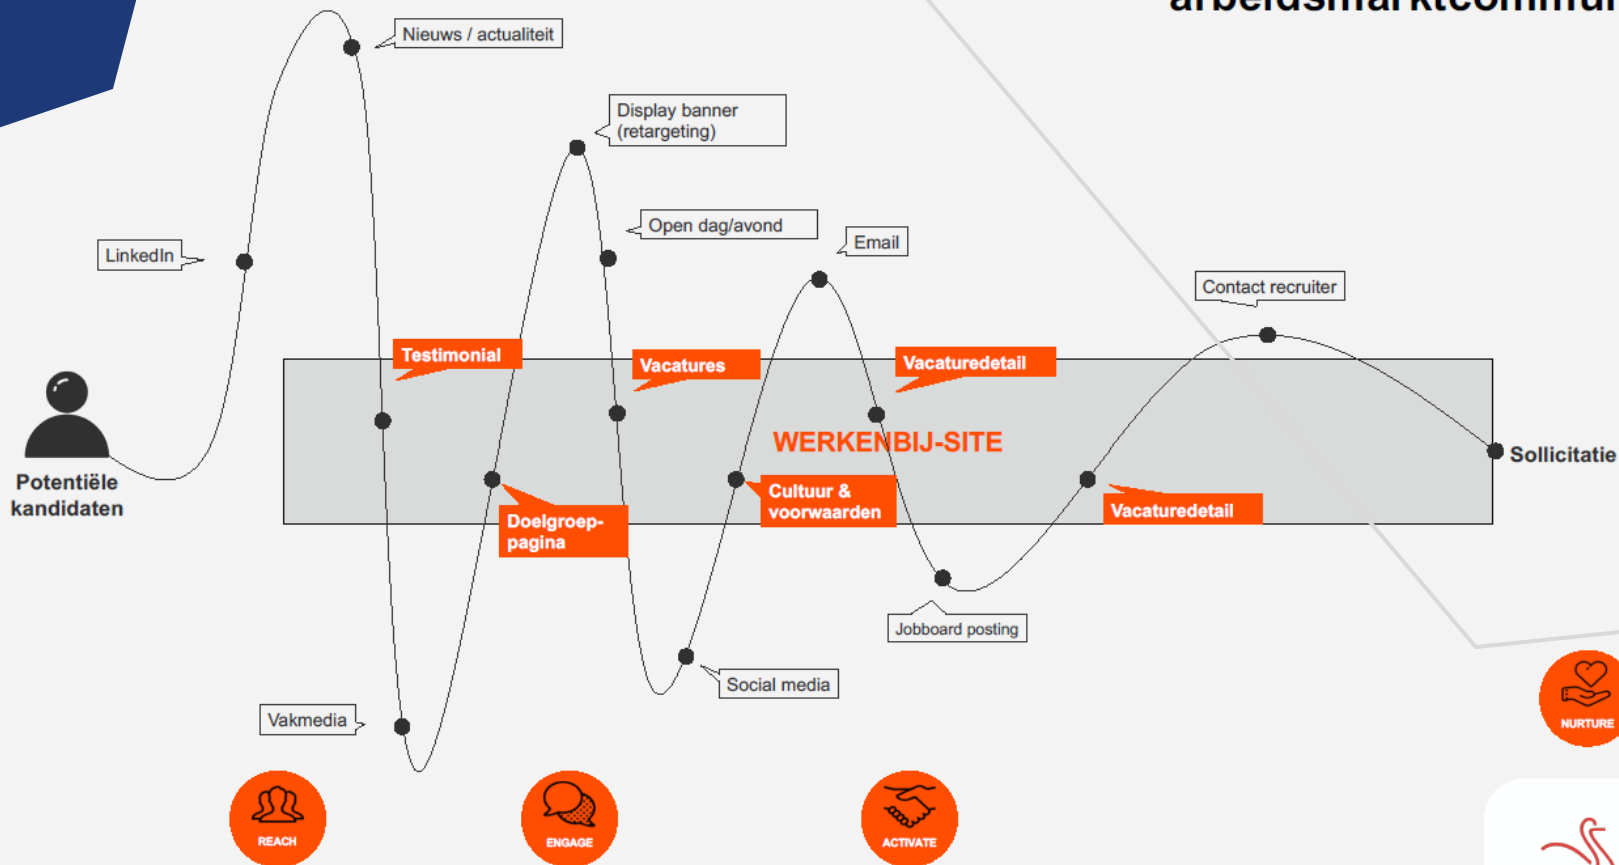 Nieuws / actualiteit
Display banner
(retargeting)
Open dag/avond
Email
LinkedIn
Contact recruiter
Testimonial
Vacatures
Vacaturedetail
WERKENBIJ-SITE
Potentiële
kandidaten
Sollicitatie
Doelgroep-
pagina
Cultuur &
voorwaarden
Vacaturedetail
Jobboard posting
Social media
Vakmedia
NURTURE
REACH
ENGAGE
ACTIVATE